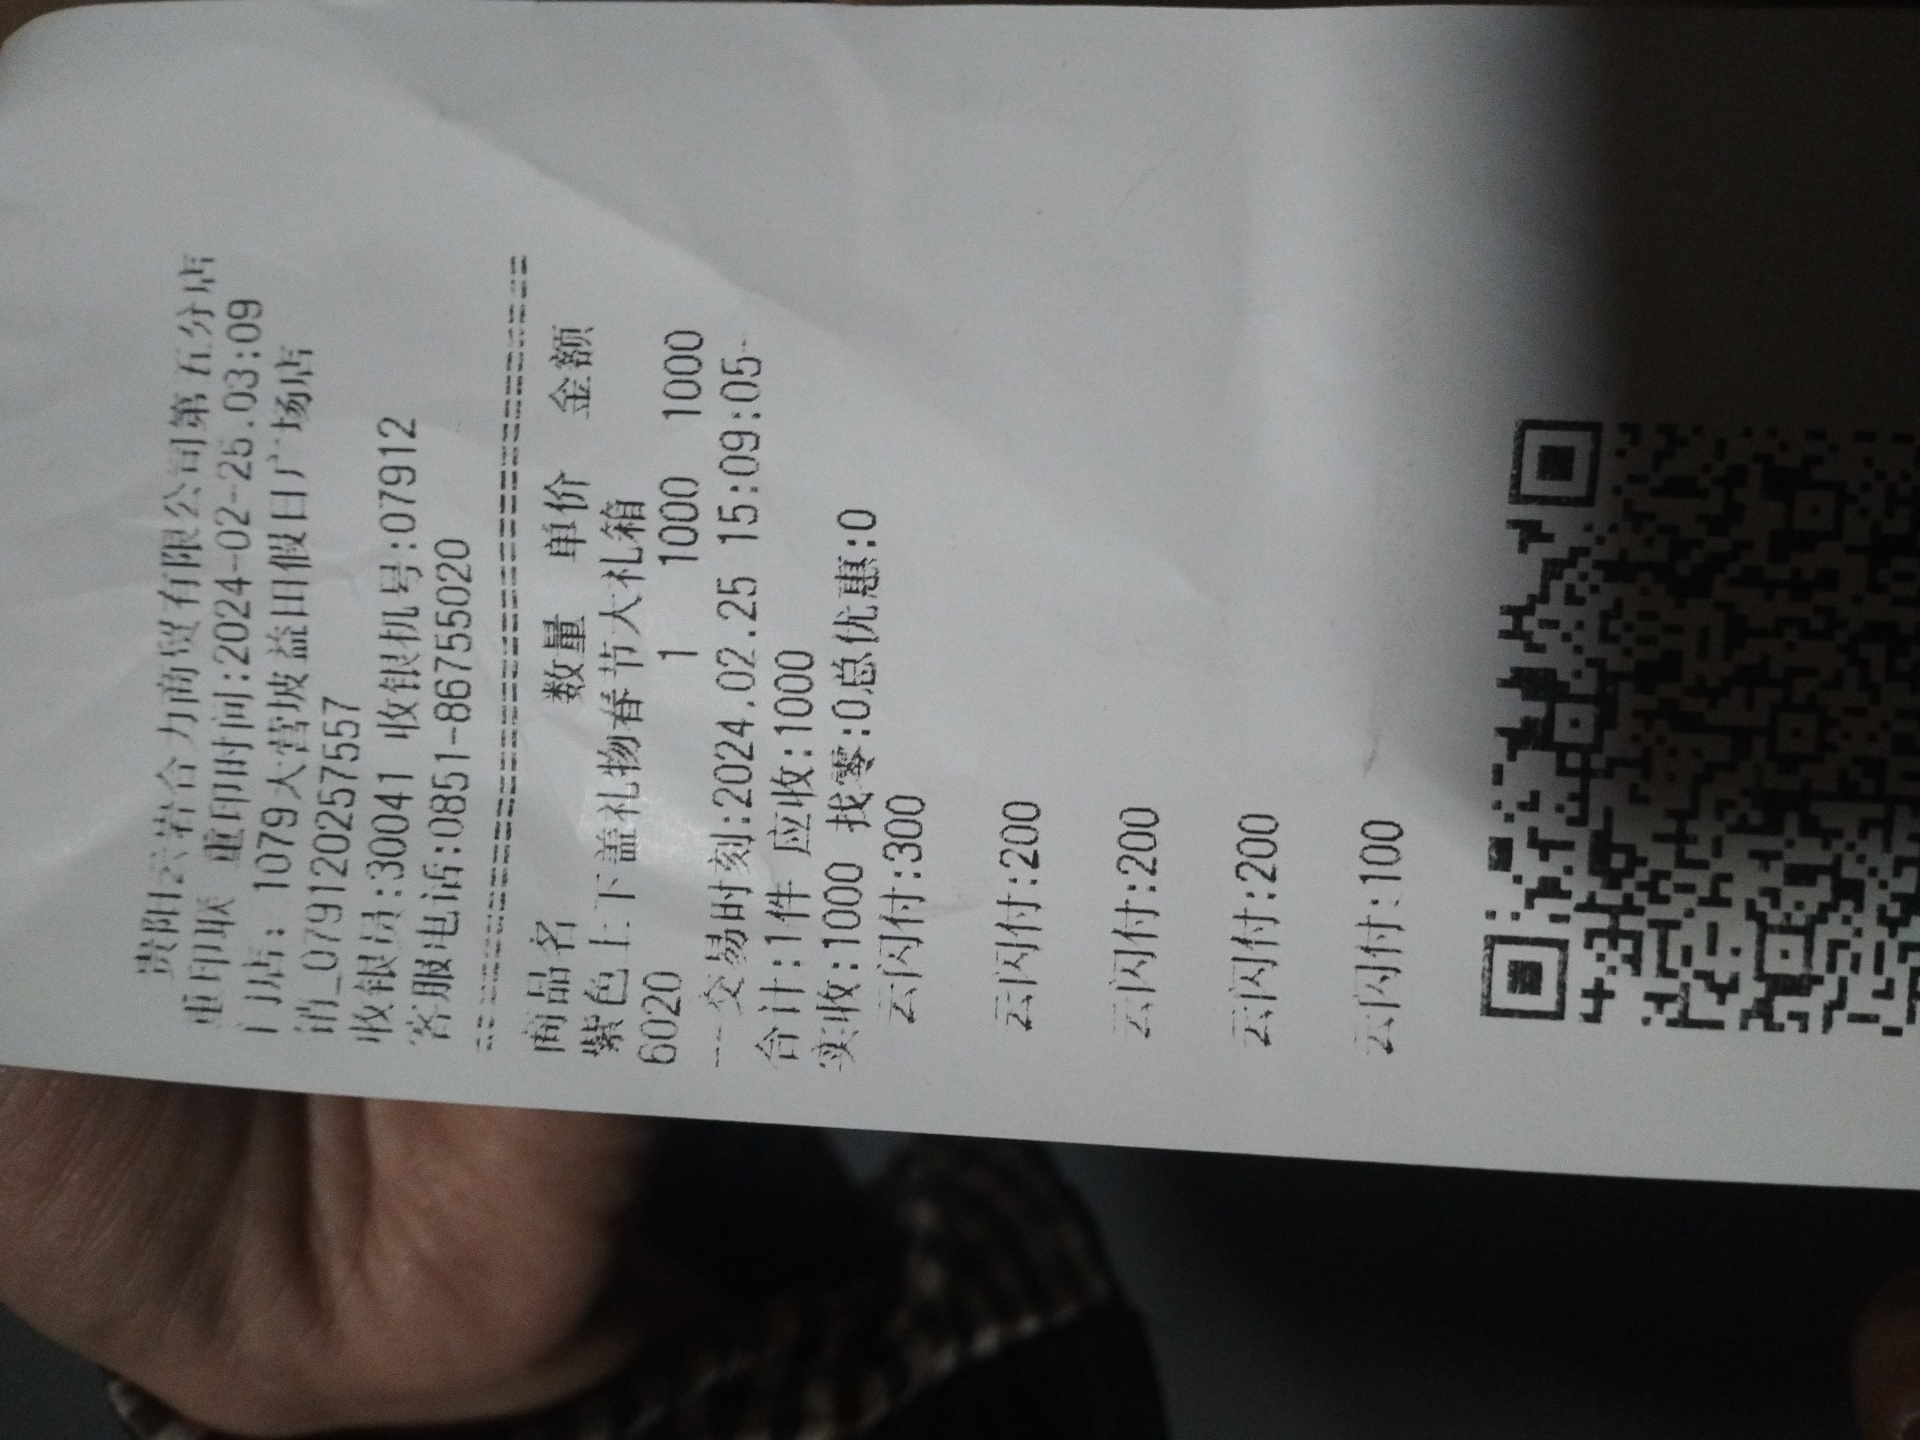 贵阳云岩合力商贸有限公司第五分店
重印联 重印时间:2024-02-25.03:09
门店: 1079大营坡益田假日广场店
销_079120257557
收银员:30041 收银机号:07912
客服电话:0851-86755020
商品名 数量 单价 金额
紫色上下盖礼物春节大礼箱
6020 1 1000 1000
---交易时刻:2024.02.25 15:09:05-
合计:1件 应收:1000
实收:1000 找零:0总优惠:0
云闪付:300
云闪付:200
云闪付:200
云闪付:200
云闪付:100